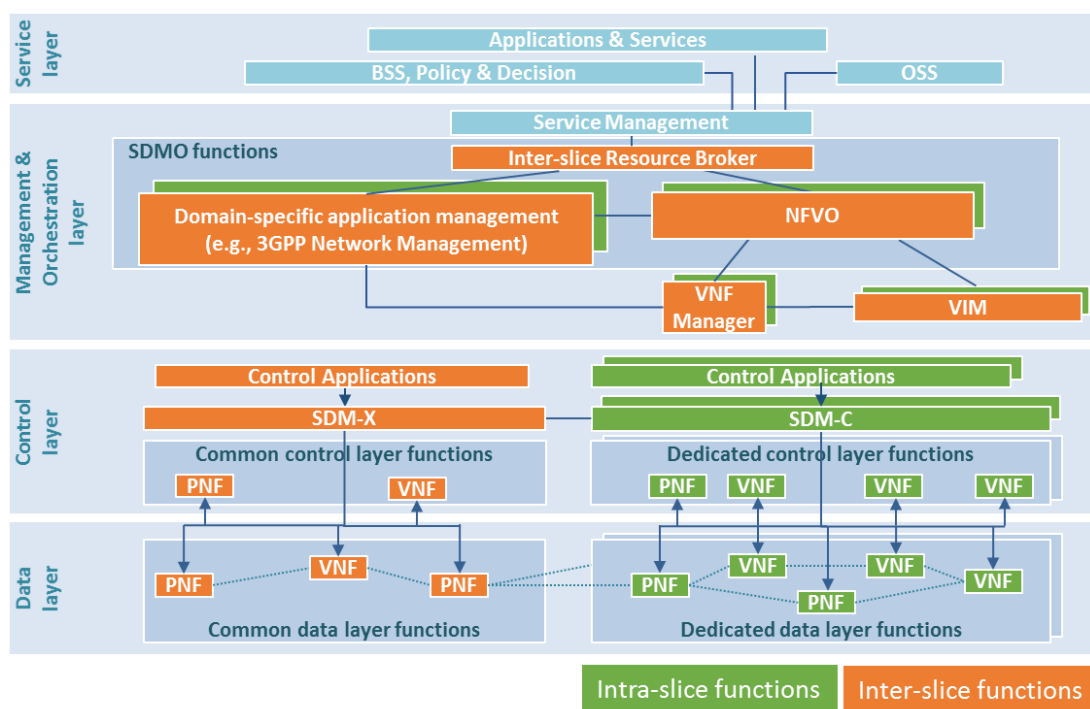 Service
layer
Applications & Services
BSS, Policy & Decision
OSS
Management &
Orchestration
layer
Service Management
SDMO functions
Inter-slice Resource Broker
Domain-specific application management
(e.g., 3GPP Network Management)
NFVO
VNF
Manager
VIM
Control
layer
Control Applications
Control Applications
SDM-X
SDM-C
Common control layer functions
Dedicated control layer functions
PNF
VNF
PNF
VNF
VNF
VNF
Data
layer
PNF
VNF
PNF
PNF
VNF
PNF
VNF
VNF
Common data layer functions
Dedicated data layer functions
Intra-slice functions
Inter-slice functions